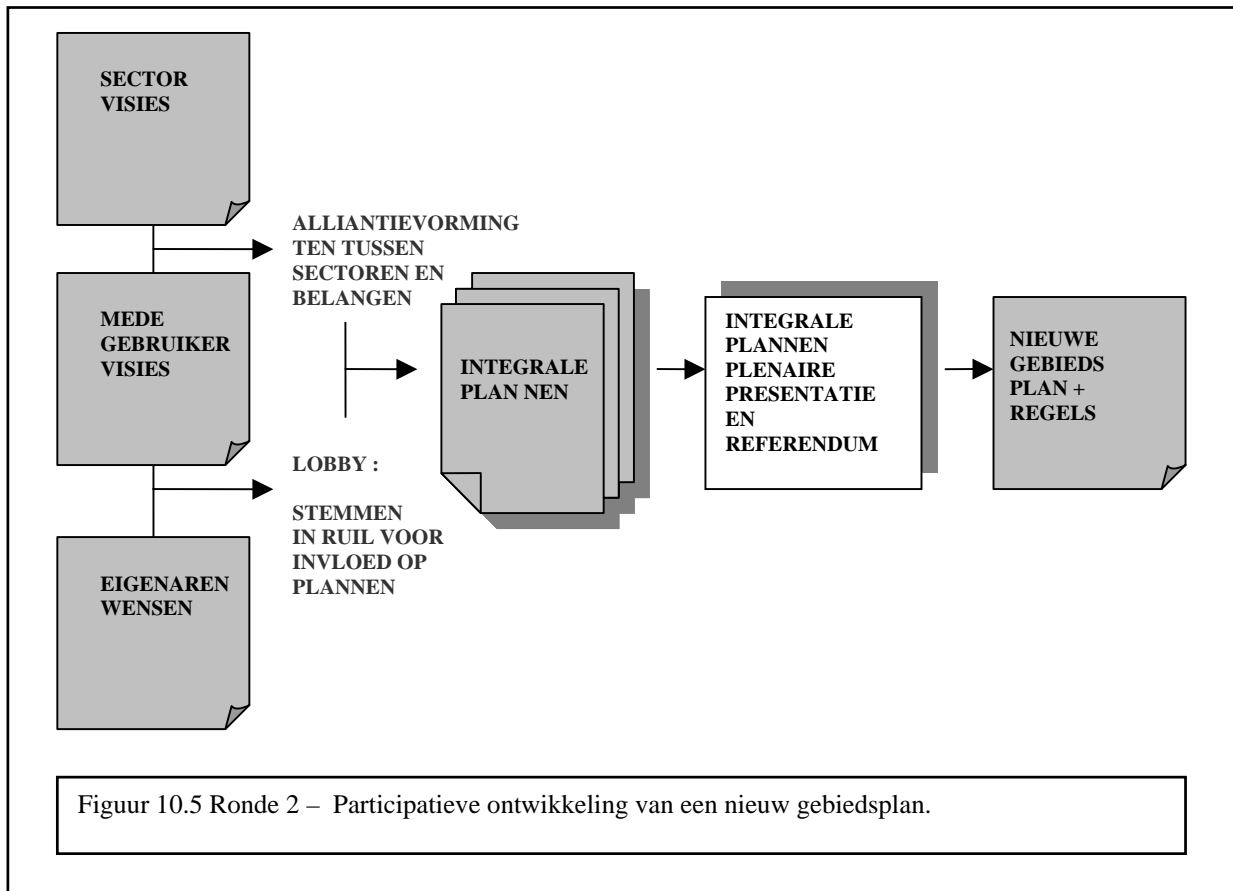 SECTOR
VISIES
ALLIANTIEVORMING
TEN TUSSEN
SECTOREN EN
BELANGEN
MEDE
GEBRUIKER
VISIES
INTEGRALE
PLAN NEN
INTEGRALE
PLANNEN
PLENAIRE
PRESENTATIE
EN
REFERENDUM
NIEUWE
GEBIEDS
PLAN +
REGELS
LOBBY :
STEMMEN
IN RUIL VOOR
INVLOED OP
PLANNEN
EIGENAREN
WENSEN
Figuur 10.5 Ronde 2 – Participatieve ontwikkeling van een nieuw gebiedsplan.